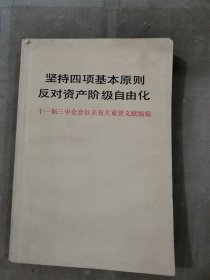 坚持四项基本原则
反对资产阶级自由化
十一届三中全会以来有关重要文献摘编